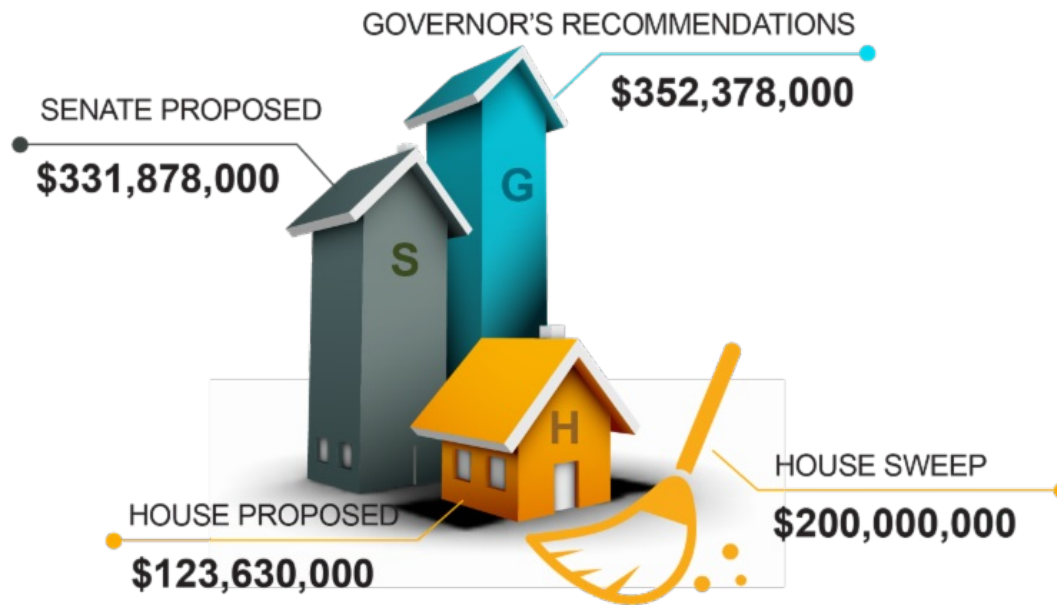 GOVERNOR'S RECOMMENDATIONS
$352,378,000
SENATE PROPOSED
$331,878,000
G
S
H
HOUSE SWEEP
$200,000,000
HOUSE PROPOSED
$123,630,000